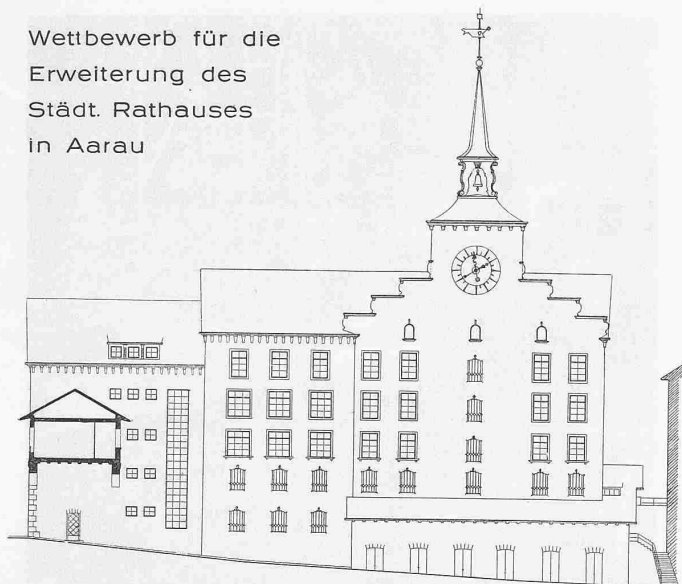 Wettbewerb für die
Erweiterung des
Städt. Rathauses
in Aarau